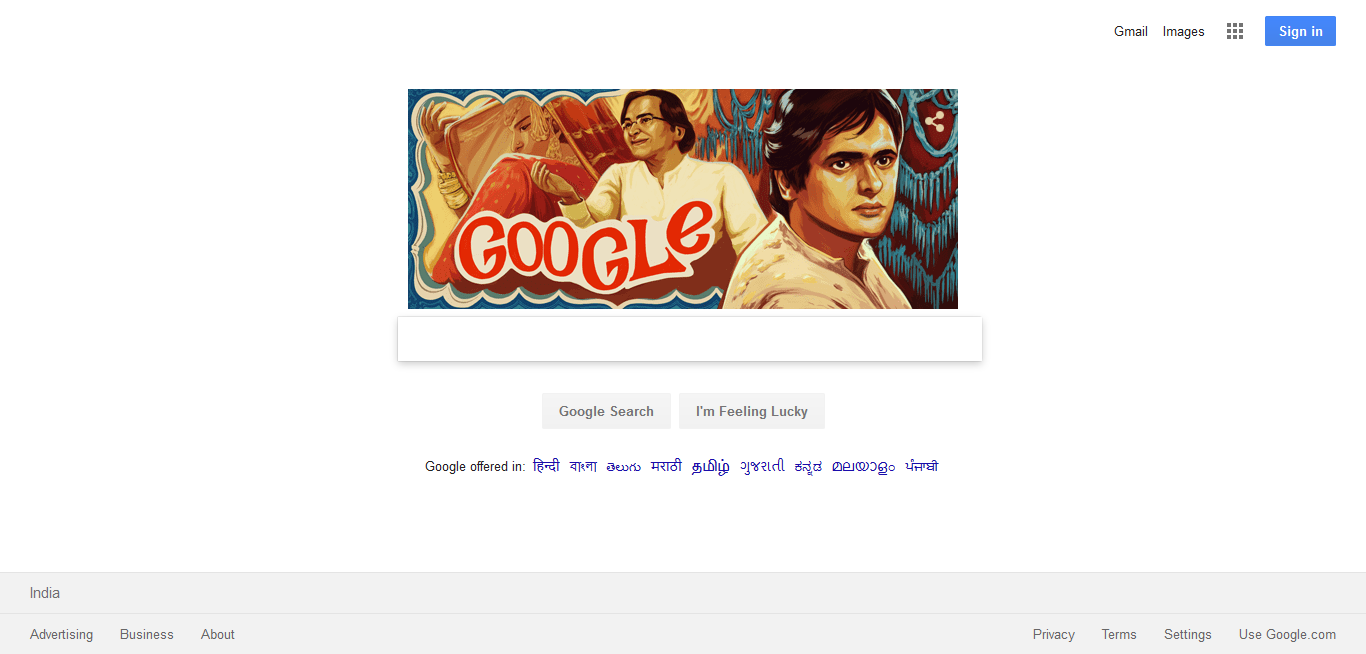 Gmail Images Sign in
GOOGLe
Google Search I'm Feeling Lucky
Google offered in: हिन्दी বাংলা తెలుగు मराठी தமிழ் ગુજરાતી ಕನ್ನಡ മലയാളം ਪੰਜਾਬੀ
India
Advertising Business About Privacy Terms Settings Use Google.com